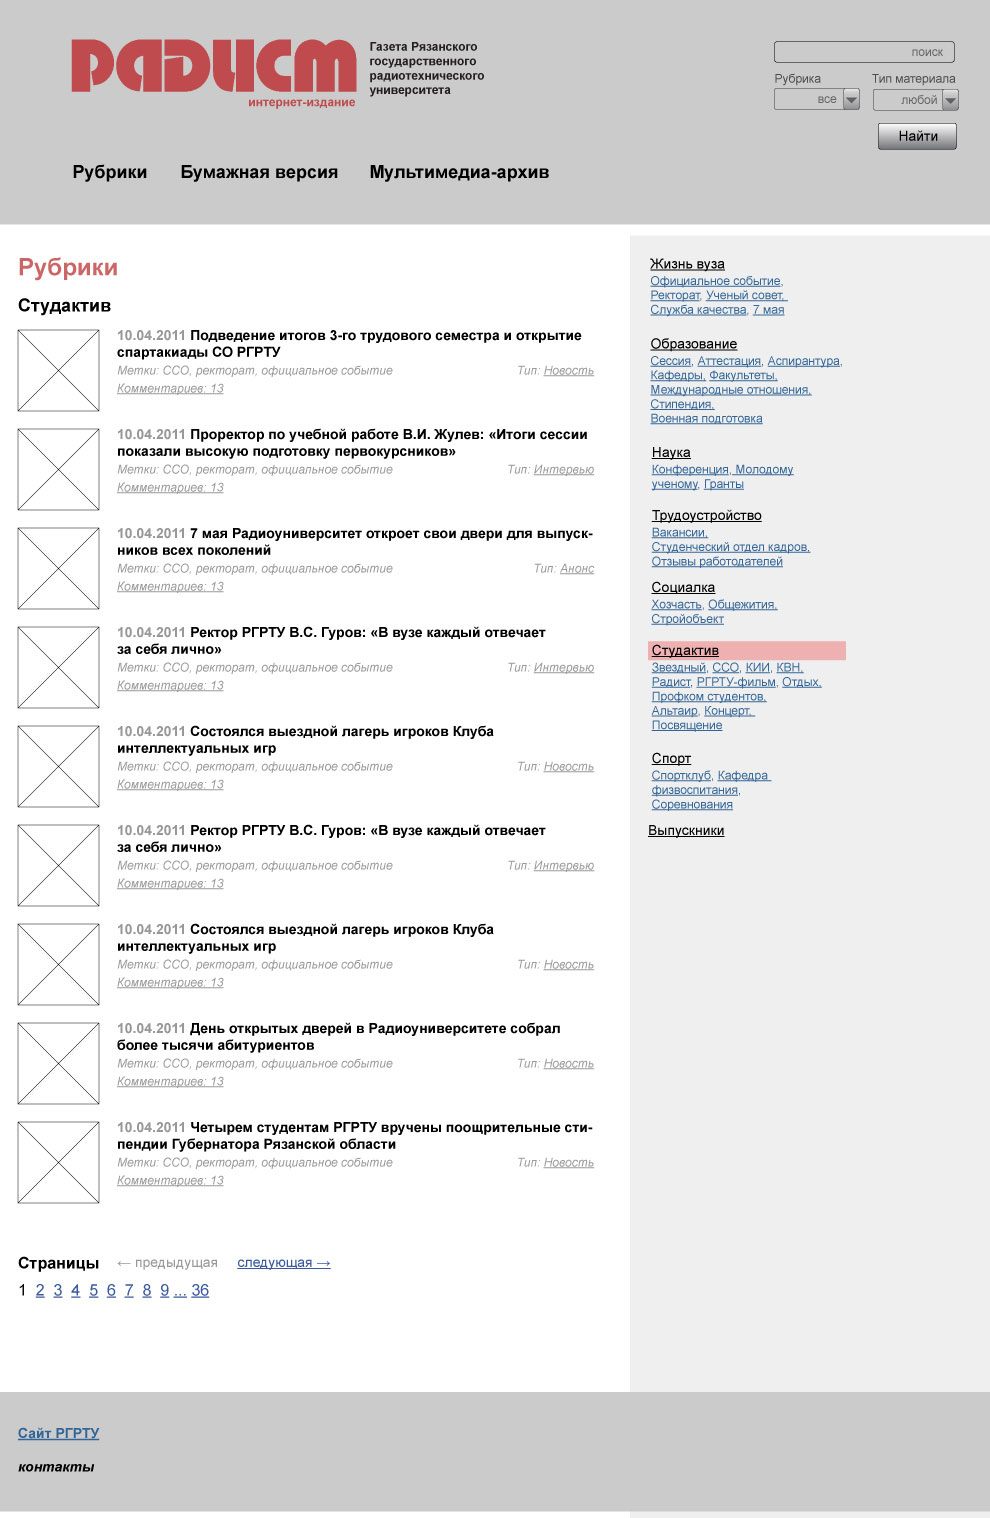 Радист
интернет-издание
Газета Рязанского
государственного
радиотехнического
университета
поиск
Рубрика
Тип материала
все
любой
Найти
Рубрики
Бумажная версия
Мультимедиа-архив
Рубрики
Студактив
10.04.2011 Подведение итогов 3-го трудового семестра и открытие
спартакиады СО РГРТУ
Метки: ССО, ректорат, официальное событие
Тип: Новость
Комментариев: 13
10.04.2011 Проректор по учебной работе В.И. Жулев: «Итоги сессии
показали высокую подготовку первокурсников»
Метки: ССО, ректорат, официальное событие
Тип: Интервью
Комментариев: 13
10.04.2011 7 мая Радиоуниверситет откроет свои двери для выпуск-
ников всех поколений
Метки: ССО, ректорат, официальное событие
Тип: Анонс
Комментариев: 13
10.04.2011 Ректор РГРТУ В.С. Гуров: «В вузе каждый отвечает
за себя лично»
Метки: ССО, ректорат, официальное событие
Тип: Интервью
Комментариев: 13
10.04.2011 Состоялся выездной лагерь игроков Клуба
интеллектуальных игр
Метки: ССО, ректорат, официальное событие
Тип: Новость
Комментариев: 13
10.04.2011 Ректор РГРТУ В.С. Гуров: «В вузе каждый отвечает
за себя лично»
Метки: ССО, ректорат, официальное событие
Тип: Интервью
Комментариев: 13
10.04.2011 Состоялся выездной лагерь игроков Клуба
интеллектуальных игр
Метки: ССО, ректорат, официальное событие
Тип: Новость
Комментариев: 13
10.04.2011 День открытых дверей в Радиоуниверситете собрал
более тысячи абитуриентов
Метки: ССО, ректорат, официальное событие
Тип: Новость
Комментариев: 13
10.04.2011 Четырем студентам РГРТУ вручены поощрительные сти-
пендии Губернатора Рязанской области
Метки: ССО, ректорат, официальное событие
Тип: Новость
Комментариев: 13
Страницы ← предыдущая следующая →
1 2 3 4 5 6 7 8 9 ... 36
Жизнь вуза
Официальное событие,
Ректорат, Ученый совет,
Служба качества, 7 мая
Образование
Сессия, Аттестация, Аспирантура,
Кафедры, Факультеты,
Международные отношения,
Стипендия,
Военная подготовка
Наука
Конференция, Молодому
ученому, Гранты
Трудоустройство
Вакансии,
Студенческий отдел кадров,
Отзывы работодателей
Социалка
Хозчасть, Общежития,
Стройобъект
Студактив
Звездный, ССО, КИИ, КВН,
Радист, РГРТУ-фильм, Отдых,
Профком студентов,
Альтаир, Концерт,
Посвящение
Спорт
Спортклуб, Кафедра
физвоспитания,
Соревнования
Выпускники
Сайт РГРТУ
контакты